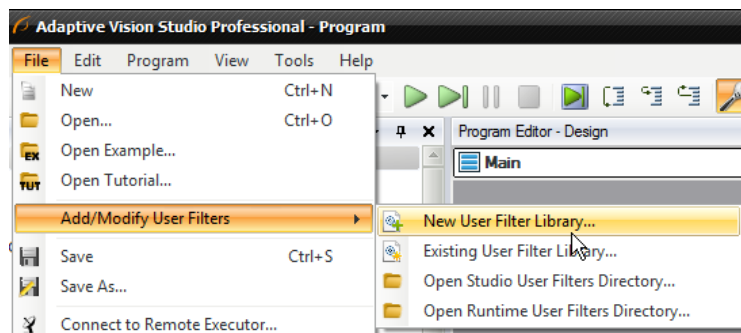 Adaptive Vision Studio Professional - Program
File Edit Program View Tools Help
New Ctrl+N
Open... Ctrl+O
Program Editor - Design
EX Open Example...
Main
TUT Open Tutorial...
Add/Modify User Filters
New User Filter Library...
Save Ctrl+S
Existing User Filter Library...
Save As...
Open Studio User Filters Directory...
Connect to Remote Executor...
Open Runtime User Filters Directory...